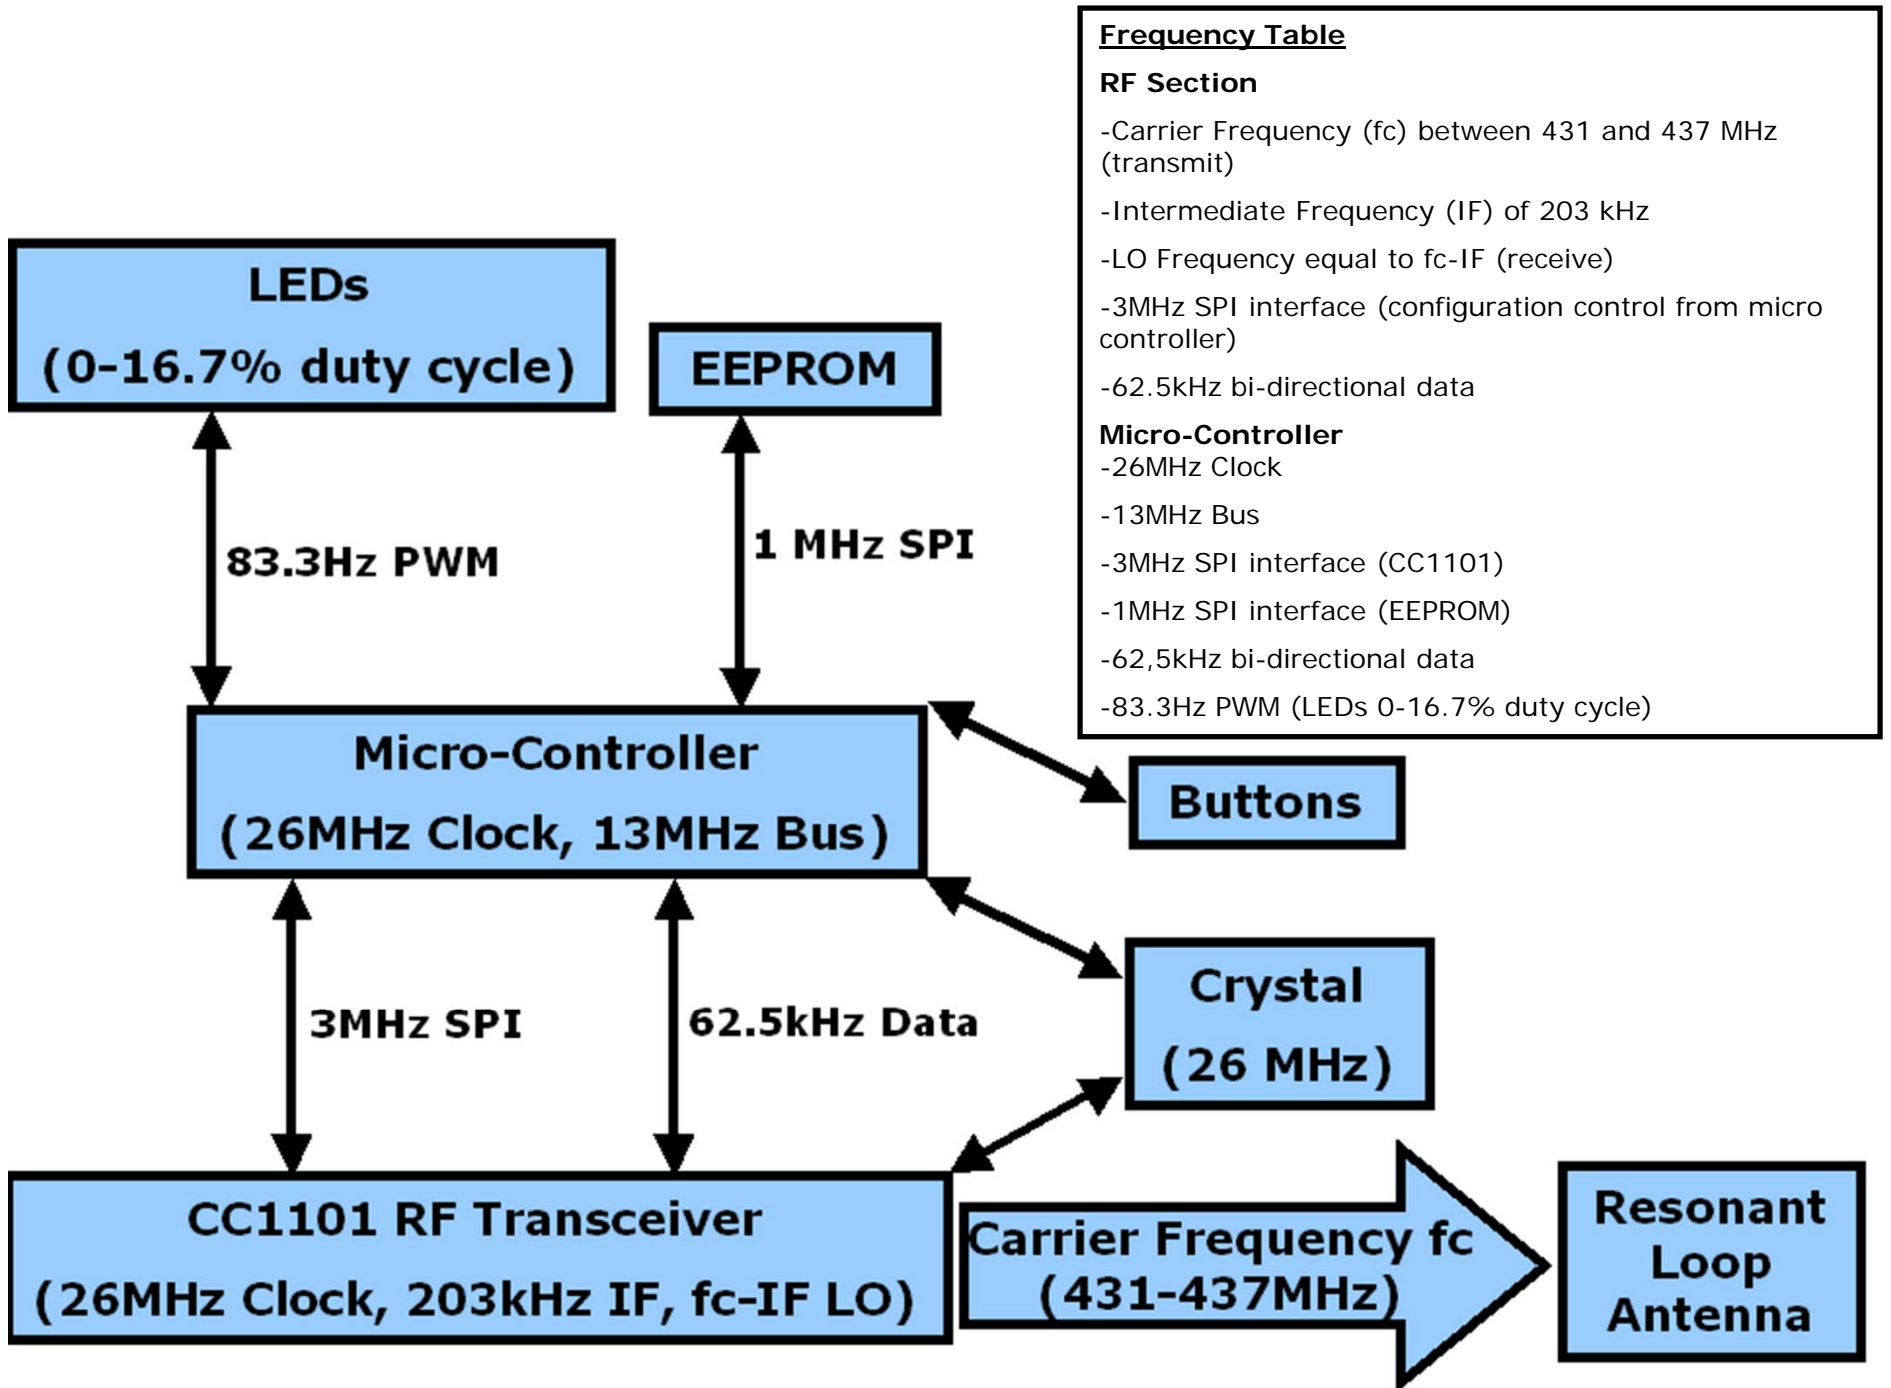 Frequency Table
RF Section
-Carrier Frequency (fc) between 431 and 437 MHz
(transmit)
-Intermediate Frequency (IF) of 203 kHz
-LO Frequency equal to fc-IF (receive)
-3MHz SPI interface (configuration control from micro
controller)
-62.5kHz bi-directional data
Micro-Controller
-26MHz Clock
-13MHz Bus
-3MHz SPI interface (CC1101)
-1MHz SPI interface (EEPROM)
-62,5kHz bi-directional data
-83.3Hz PWM (LEDs 0-16.7% duty cycle)
LEDs
(0-16.7% duty cycle)
EEPROM
83.3Hz PWM
1 MHz SPI
Micro-Controller
(26MHz Clock, 13MHz Bus)
Buttons
3MHz SPI
62.5kHz Data
Crystal
(26 MHz)
CC1101 RF Transceiver
(26MHz Clock, 203kHz IF, fc-IF LO)
Carrier Frequency fc
(431-437MHz)
Resonant
Loop
Antenna